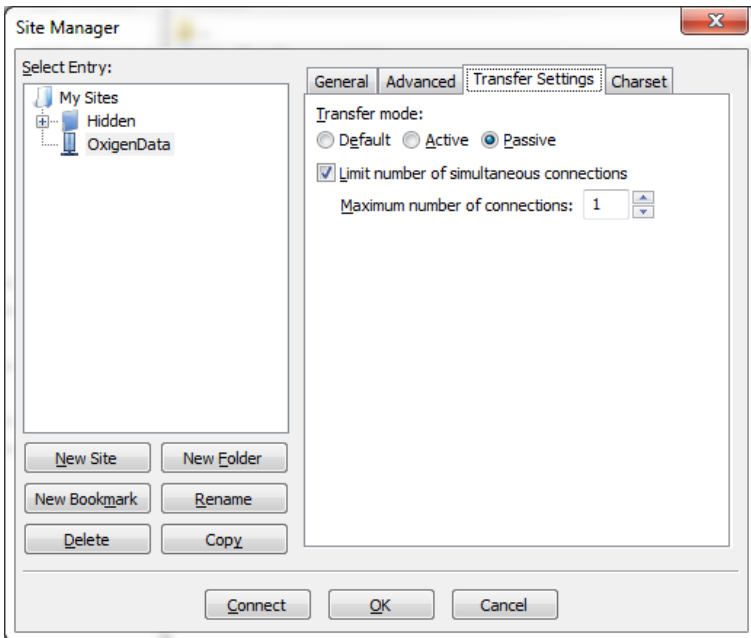 Site Manager
X
Select Entry:
My Sites
Hidden
OxigenData
General Advanced Transfer Settings Charset
Transfer mode:
Default Active Passive
Limit number of simultaneous connections
Maximum number of connections: 1
New Site New Folder
New Bookmark Rename
Delete Copy
Connect OK Cancel